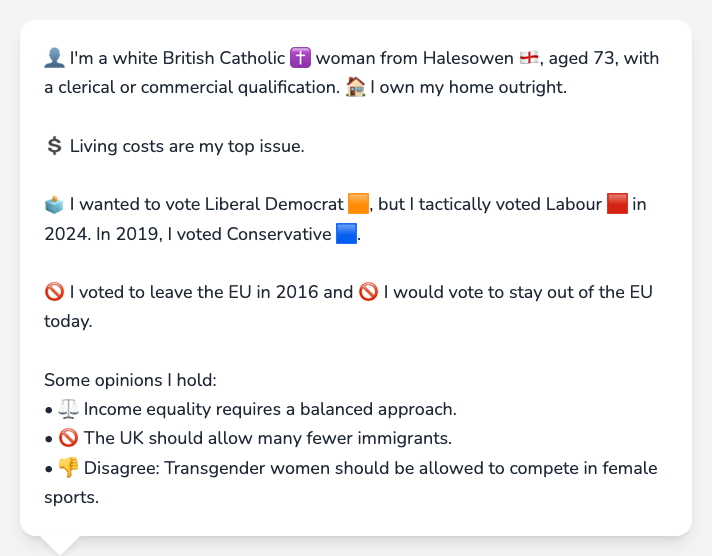 👤 I'm a white British Catholic ✝️ woman from Halesowen 🏴󠁧󠁢󠁥󠁮󠁧󠁿, aged 73, with
a clerical or commercial qualification. 🏠 I own my home outright.
💲 Living costs are my top issue.
🗳️ I wanted to vote Liberal Democrat 🟧, but I tactically voted Labour 🟥 in
2024. In 2019, I voted Conservative 🟦.
🚫 I voted to leave the EU in 2016 and 🚫 I would vote to stay out of the EU
today.
Some opinions I hold:
• ⚖️ Income equality requires a balanced approach.
• 🚫 The UK should allow many fewer immigrants.
• 👎 Disagree: Transgender women should be allowed to compete in female
sports.